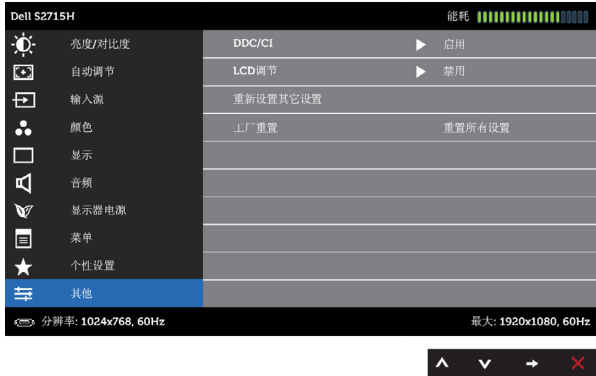 Dell S2715H 能耗
亮度/对比度 DDC/CI 启用
自动调节 LCD调节 禁用
输入源 重新设置其它设置
颜色 工厂重置 重置所有设置
显示
音频
显示器电源
菜单
个性设置
其他
分辨率: 1024x768, 60Hz 最大: 1920x1080, 60Hz